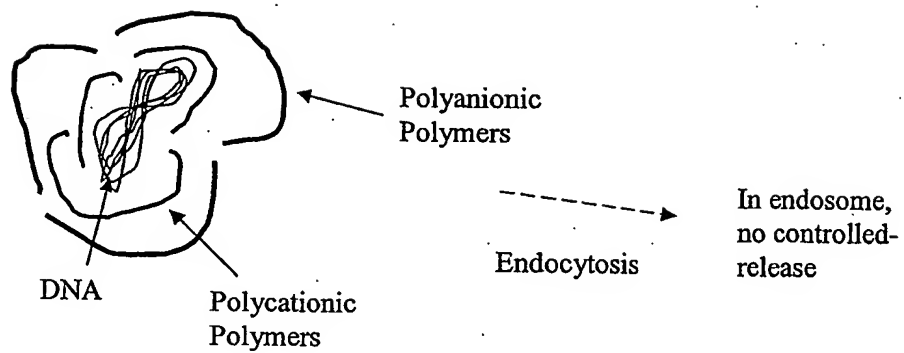 Polyanionic
Polymers
In endosome,
no controlled-
release
Endocytosis
DNA
Polycationic
Polymers